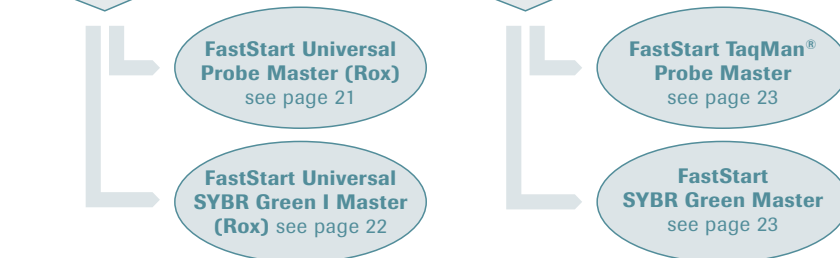 FastStart Universal
Probe Master (Rox)
see page 21
FastStart TaqMan®
Probe Master
see page 23
FastStart Universal
SYBR Green I Master
(Rox) see page 22
FastStart
SYBR Green Master
see page 23